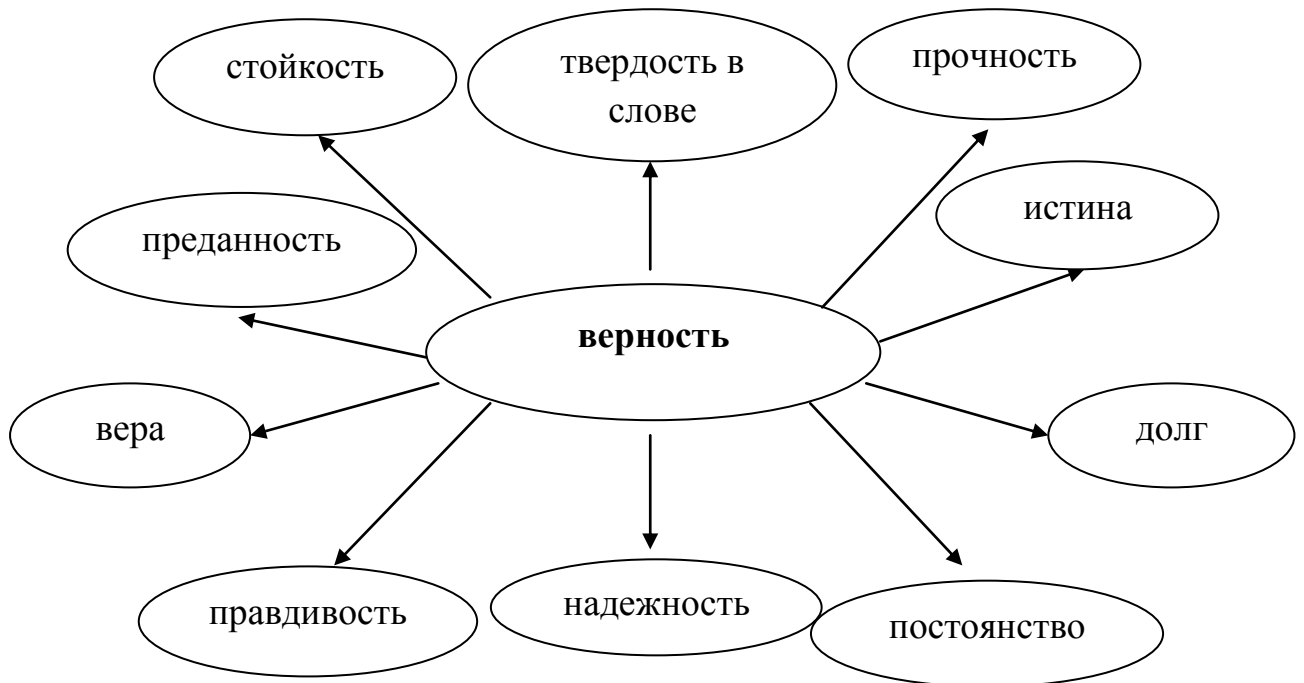 стойкость
твердость в
слове
прочность
преданность
истина
верность
вера
долг
правдивость
надежность
постоянство